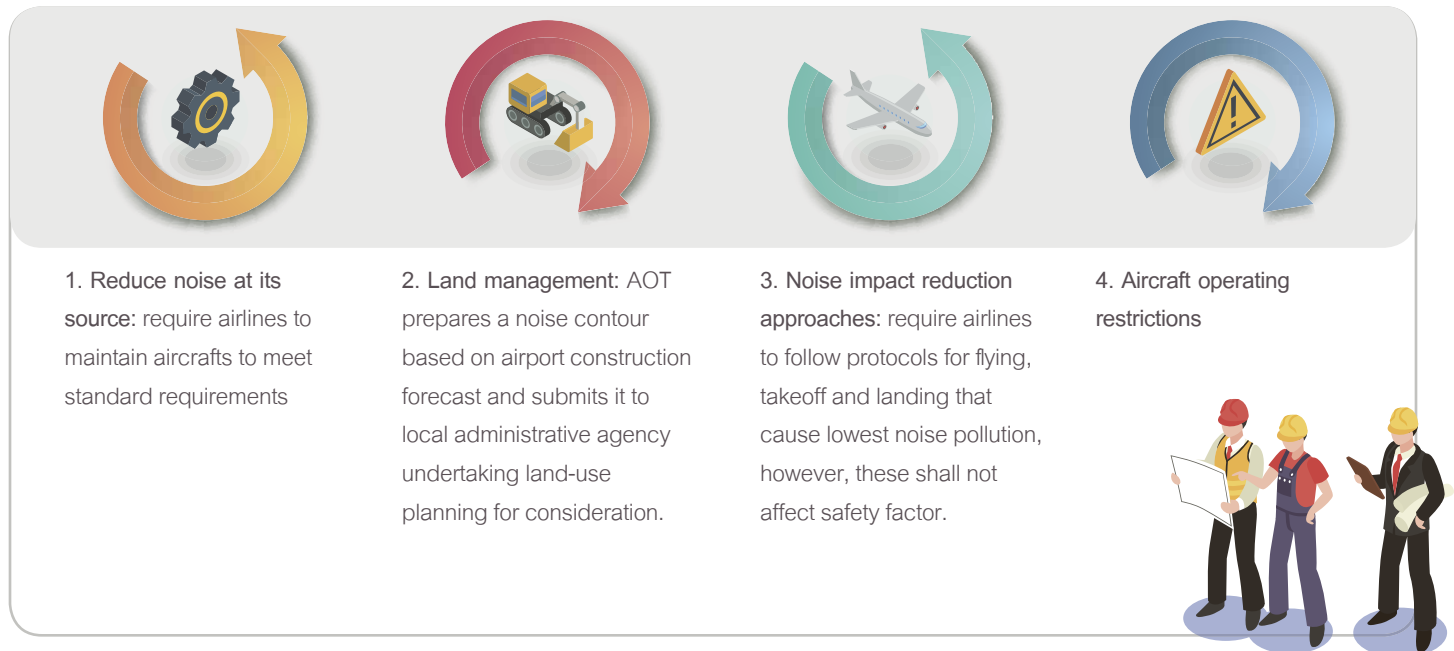 1. Reduce noise at its
source: require airlines to
maintain aircrafts to meet
standard requirements
2. Land management: AOT
prepares a noise contour
based on airport construction
forecast and submits it to
local administrative agency
undertaking land-use
planning for consideration.
3. Noise impact reduction
approaches: require airlines
to follow protocols for flying,
takeoff and landing that
cause lowest noise pollution,
however, these shall not
affect safety factor.
4. Aircraft operating
restrictions